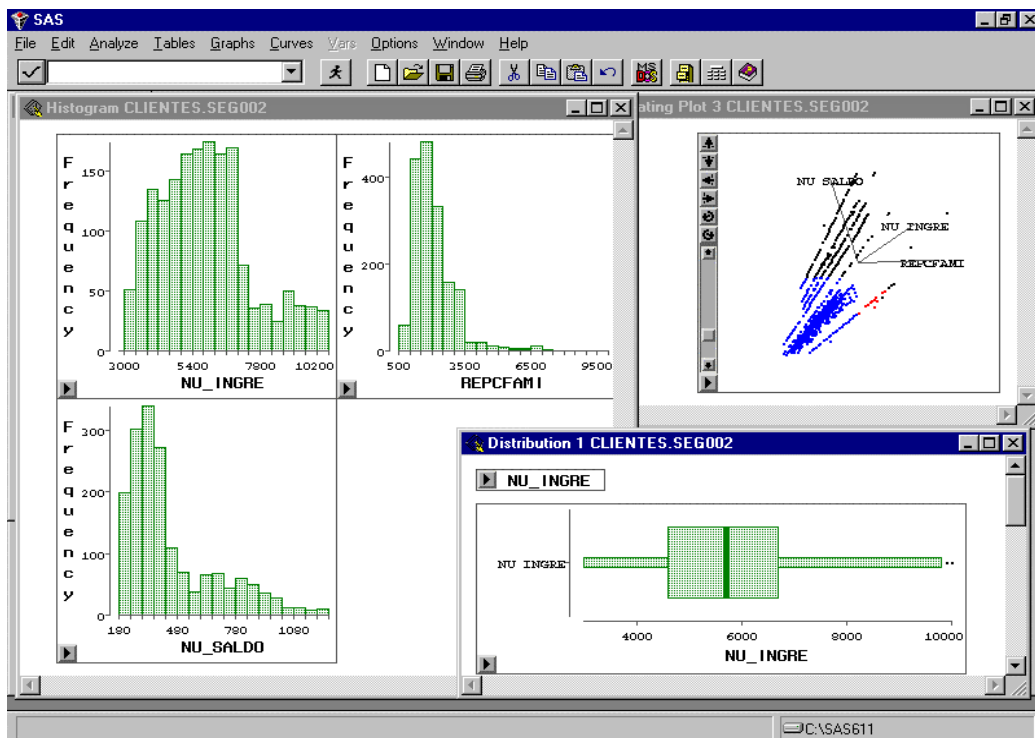 SAS
File Edit Analyze Tables Graphs Curves Vars Options Window Help
MS DOS
Histogram CLIENTES.SEG002
Frequency
150
100
50
0
2000 5400 7900 10200
NU_INGRE
Frequency
400
200
0
500 3500 6500 9500
REPCFAMI
Frequency
300
200
100
0
190 490 790 1090
NU_SALDO
ating Plot 3 CLIENTES.SEG002
NU SALDO
NU INGRE
REPCFAMI
Distribution 1 CLIENTES.SEG002
NU_INGRE
NU INGRE
4000 6000 8000 10000
NU_INGRE
C:\SAS611